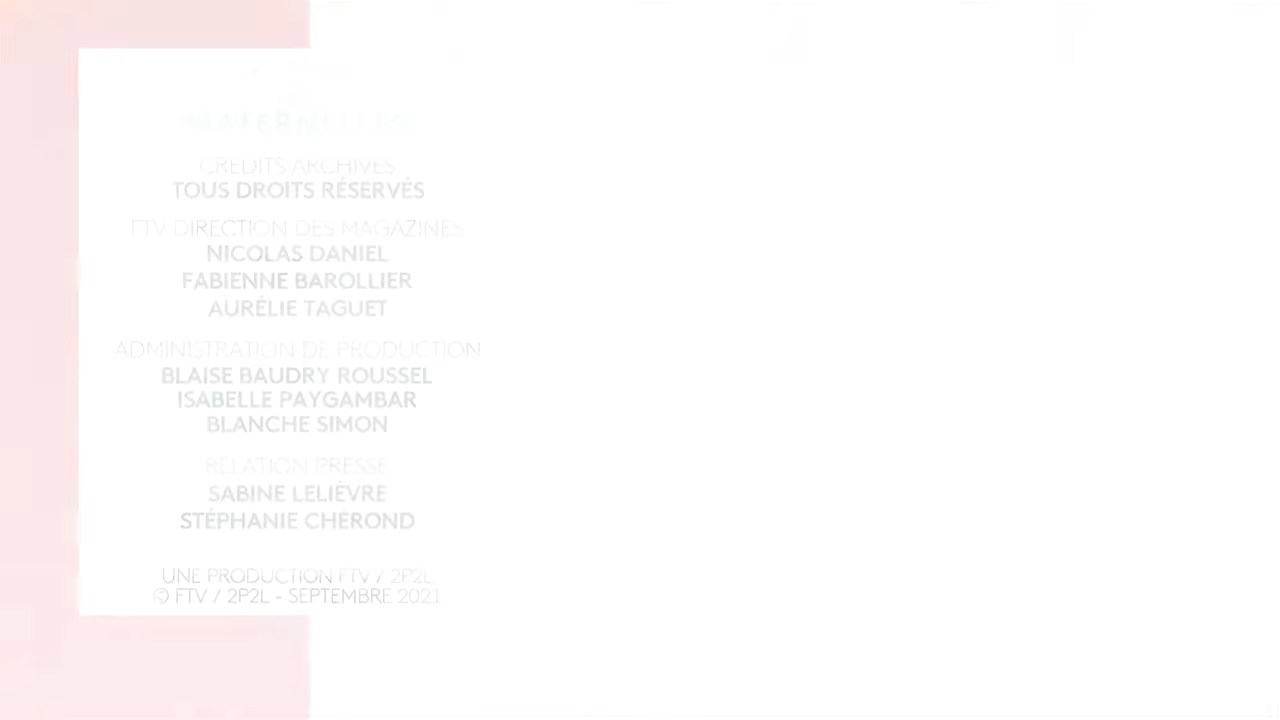 MATERNELLES
CRÉDITS ARCHIVES
TOUS DROITS RÉSERVÉS
FTV DIRECTION DES MAGAZINES
NICOLAS DANIEL
FABIENNE BAROLLIER
AURÉLIE TAGUET
ADMINISTRATION DE PRODUCTION
BLAISE BAUDRY ROUSSEL
ISABELLE PAYGAMBAR
BLANCHE SIMON
RELATION PRESSE
SABINE LELIÈVRE
STÉPHANIE CHÉROND
UNE PRODUCTION FTV / 2P2L
© FTV / 2P2L - SEPTEMBRE 2021